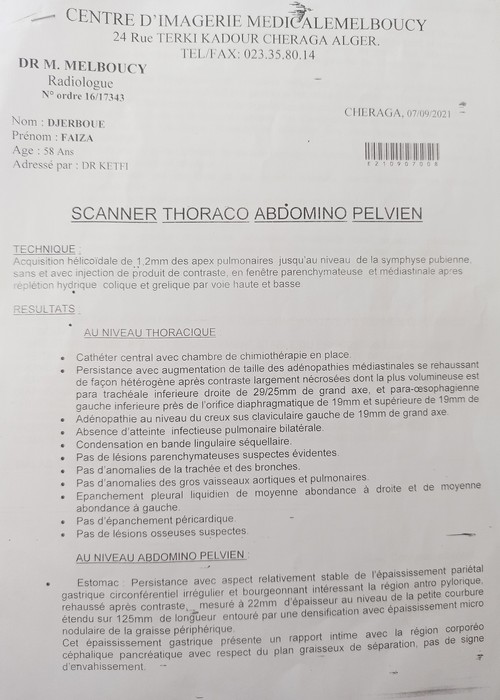 CENTRE D'IMAGERIE MEDICALEMELBOUCY
24 Rue TERKI KADOUR CHERAGA ALGER.
TEL/FAX: 023.35.80.14
DR M. MELBOUCY
Radiologue
N° ordre 16/17343
CHERAGA, 07/09/2021
Nom : DJERBOUE
Prénom : FAIZA
Age : 58 Ans
Adressé par : DR KETFI
SCANNER THORACO ABDOMINO PELVIEN
TECHNIQUE :
Acquisition hélicoïdale de 1,2mm des apex pulmonaires jusqu'au niveau de la symphyse pubienne,
sans et avec injection de produit de contraste, en fenêtre parenchymateuse et médiastinale apres
réplétion hydrique colique et grelique par voie haute et basse
RESULTATS :
AU NIVEAU THORACIQUE
• Cathéter central avec chambre de chimiothérapie en place.
• Persistance avec augmentation de taille des adénopathies médiastinales se rehaussant
de façon hétérogène après contraste largement nécrosées dont la plus volumineuse est
para trachéale inferieure droite de 29/25mm de grand axe, et para-œsophagienne
gauche inferieure près de l'orifice diaphragmatique de 19mm et supérieure de 19mm de
• Adénopathie au niveau du creux sus claviculaire gauche de 19mm de grand axe.
• Absence d'atteinte infectieuse pulmonaire bilatérale.
• Condensation en bande lingulaire séquellaire.
• Pas de lésions parenchymateuses suspectes évidentes.
• Pas d'anomalies de la trachée et des bronches.
• Pas d'anomalies des gros vaisseaux aortiques et pulmonaires.
• Epanchement pleural liquidien de moyenne abondance à droite et de moyenne
abondance à gauche.
• Pas d'épanchement péricardique.
• Pas de lésions osseuses suspectes.
AU NIVEAU ABDOMINO PELVIEN :
• Estomac : Persistance avec aspect relativement stable de l'épaississement pariétal
gastrique circonférentiel irrégulier et bourgeonnant intéressant la région antro pylorique,
rehaussé après contraste, mesuré à 22mm d'épaisseur au niveau de la petite courbure
étendu sur 125mm de longueur entouré par une densification avec épaississement micro
nodulaire de la graisse périphérique.
Cet épaississement gastrique présente un rapport intime avec la région corporéo
céphalique pancréatique avec respect du plan graisseux de séparation, pas de signe
d'envahissement.